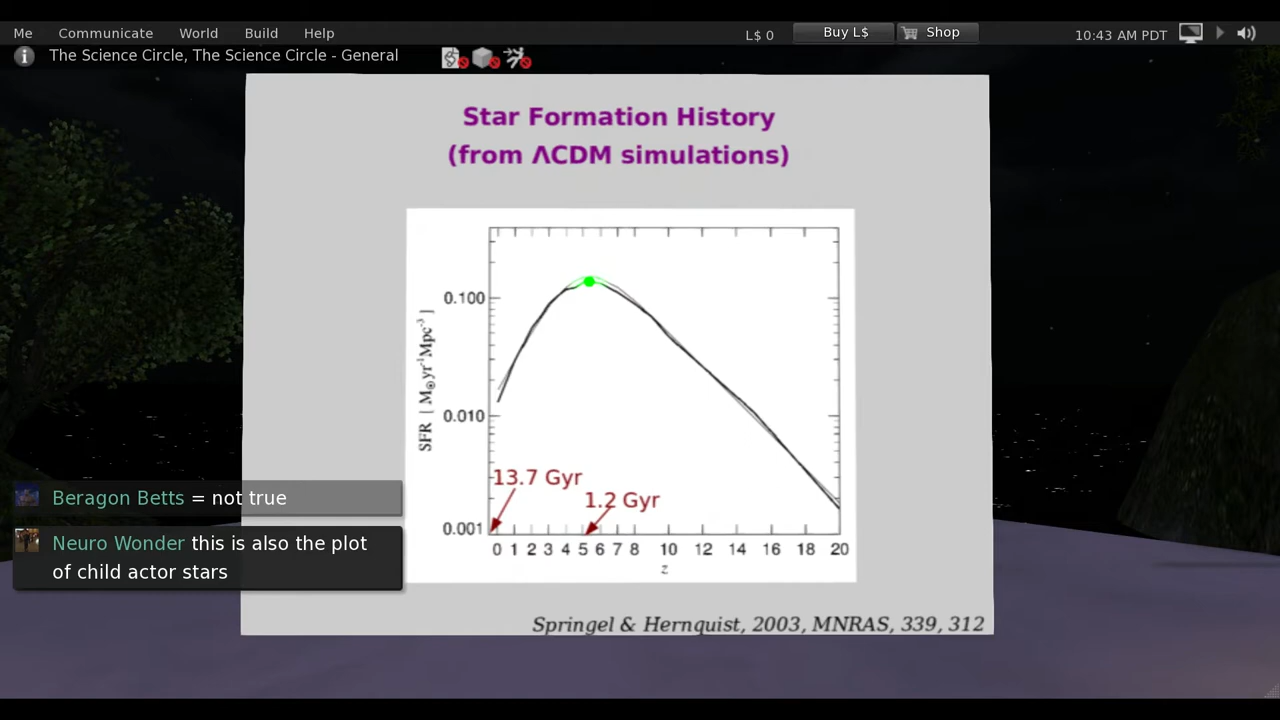 Me Communicate World Build Help L$ 0 Buy L$ Shop 10:43 AM PDT
The Science Circle, The Science Circle - General
Star Formation History
(from ΛCDM simulations)
0.100
0.010
0.001
SFR [ M⊙yr⁻¹Mpc⁻³ ]
13.7 Gyr
1.2 Gyr
0 1 2 3 4 5 6 7 8 10 12 14 16 18 20
z
Beragon Betts = not true
Neuro Wonder this is also the plot
of child actor stars
Springel & Hernquist, 2003, MNRAS, 339, 312